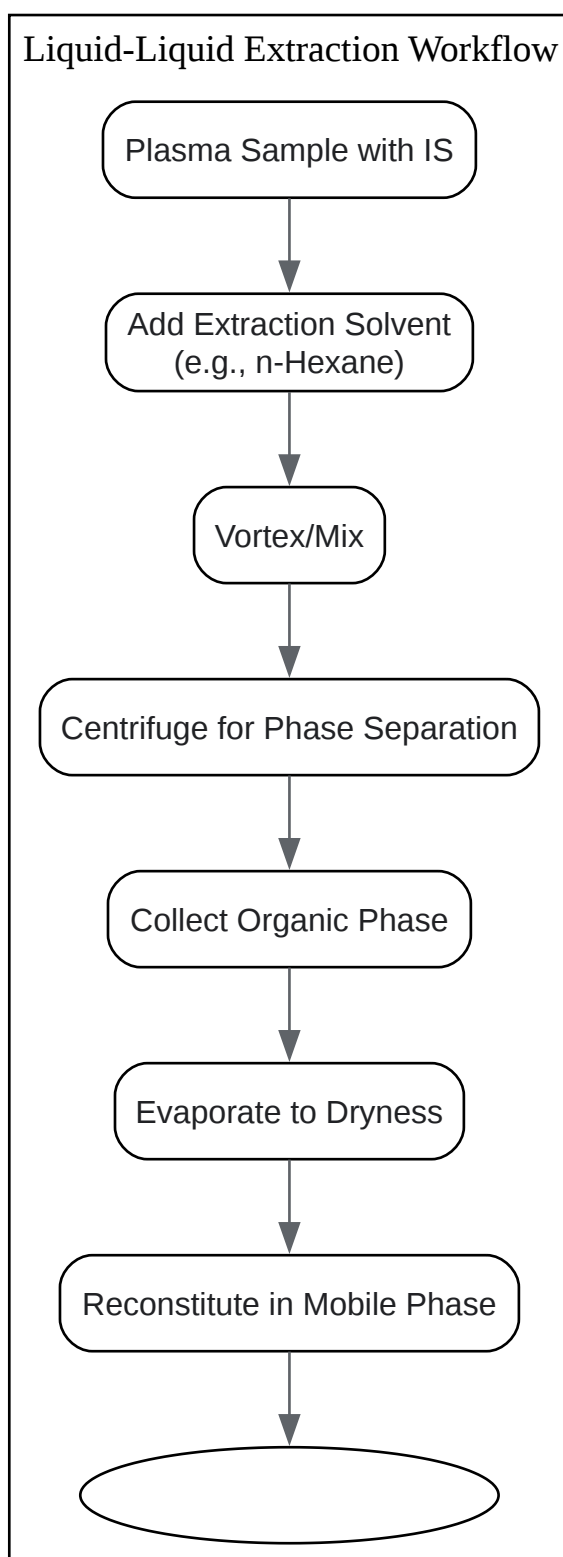 Liquid-Liquid Extraction Workflow
Plasma Sample with IS
Add Extraction Solvent
(e.g., n-Hexane)
Vortex/Mix
Centrifuge for Phase Separation
Collect Organic Phase
Evaporate to Dryness
Reconstitute in Mobile Phase